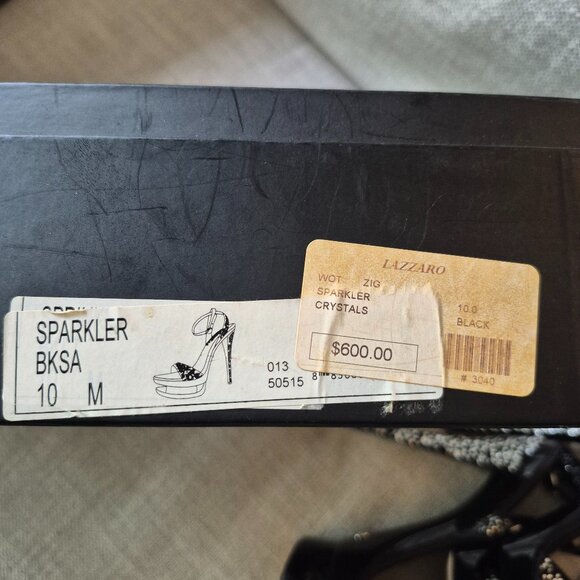 LAZZARO
WOT ZIG
SPARKLER
CRYSTALS
10.0
BLACK
$600.00
# 3040
SPARKLER
BKSA
10 M
013
50515